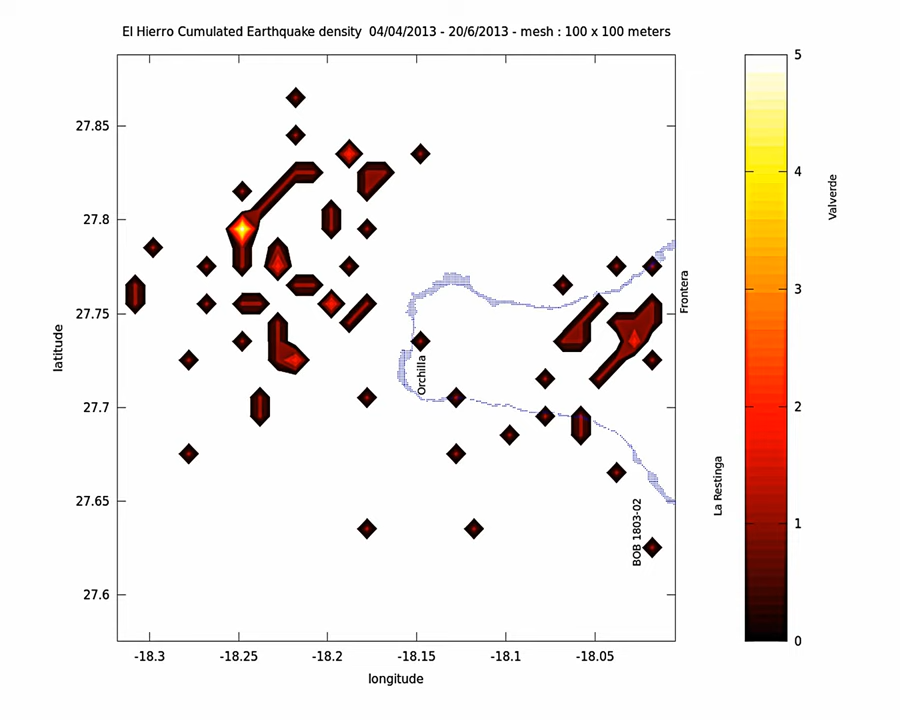 El Hierro Cumulated Earthquake density 04/04/2013 - 20/6/2013 - mesh : 100 x 100 meters
27.85
27.8
27.75
27.7
27.65
27.6
latitude
-18.3
-18.25
-18.2
-18.15
-18.1
-18.05
longitude
Orchilla
BOB 1803-02
Frontera
La Restinga
Valverde
5
4
3
2
1
0